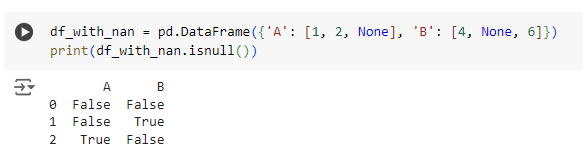 df_with_nan = pd.DataFrame({'A': [1, 2, None], 'B': [4, None, 6]})
print(df_with_nan.isnull())
       A      B
0  False  False
1  False   True
2   True  False